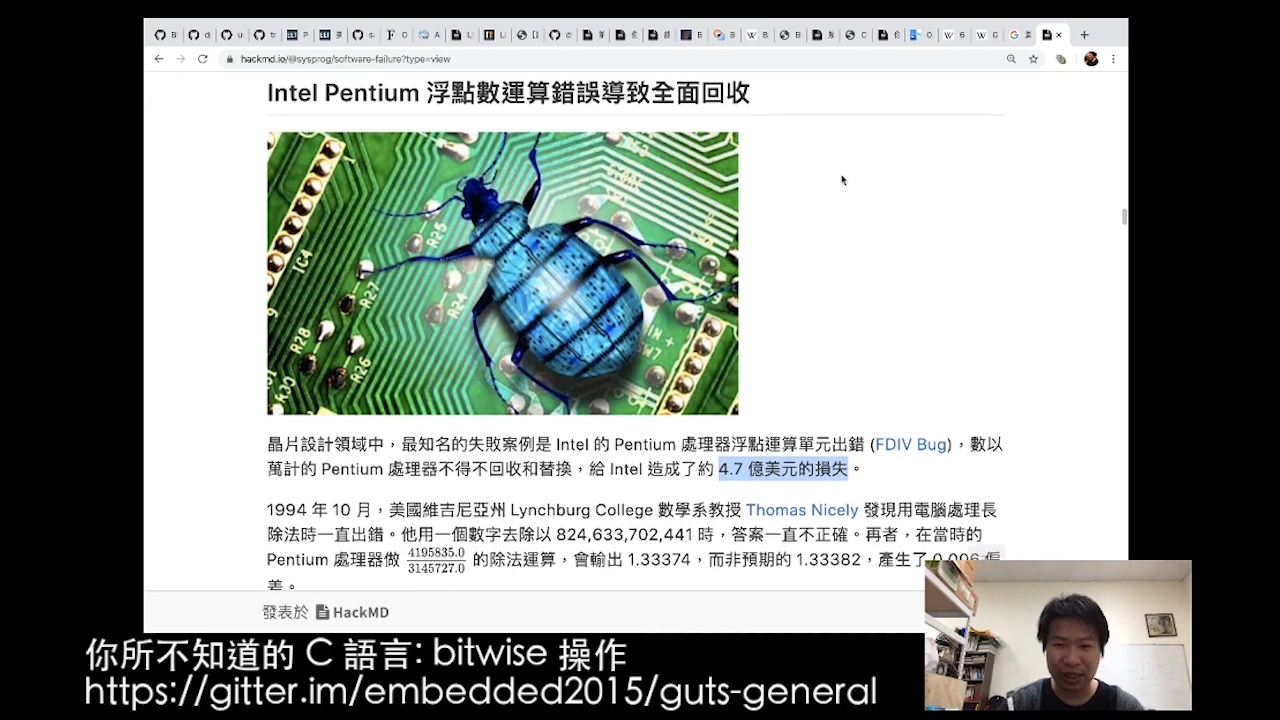 hackmd.io/@sysprog/software-failure?type=view
Intel Pentium 浮點數運算錯誤導致全面回收
R25
IC4
R27
R24
R28
R26
晶片設計領域中，最知名的失敗案例是 Intel 的 Pentium 處理器浮點運算單元出錯 (FDIV Bug)，數以
萬計的 Pentium 處理器不得不回收和替換，給 Intel 造成了約 4.7 億美元的損失。
1994 年 10 月，美國維吉尼亞州 Lynchburg College 數學系教授 Thomas Nicely 發現用電腦處理長
除法時一直出錯。他用一個數字去除以 824,633,702,441 時，答案一直不正確。再者，在當時的
Pentium 處理器做 4195835.0/3145727.0 的除法運算，會輸出 1.33374，而非預期的 1.33382，產生了 0.006 偏
差。
發表於 HackMD
你所不知道的 C 語言: bitwise 操作
https://gitter.im/embedded2015/guts-general